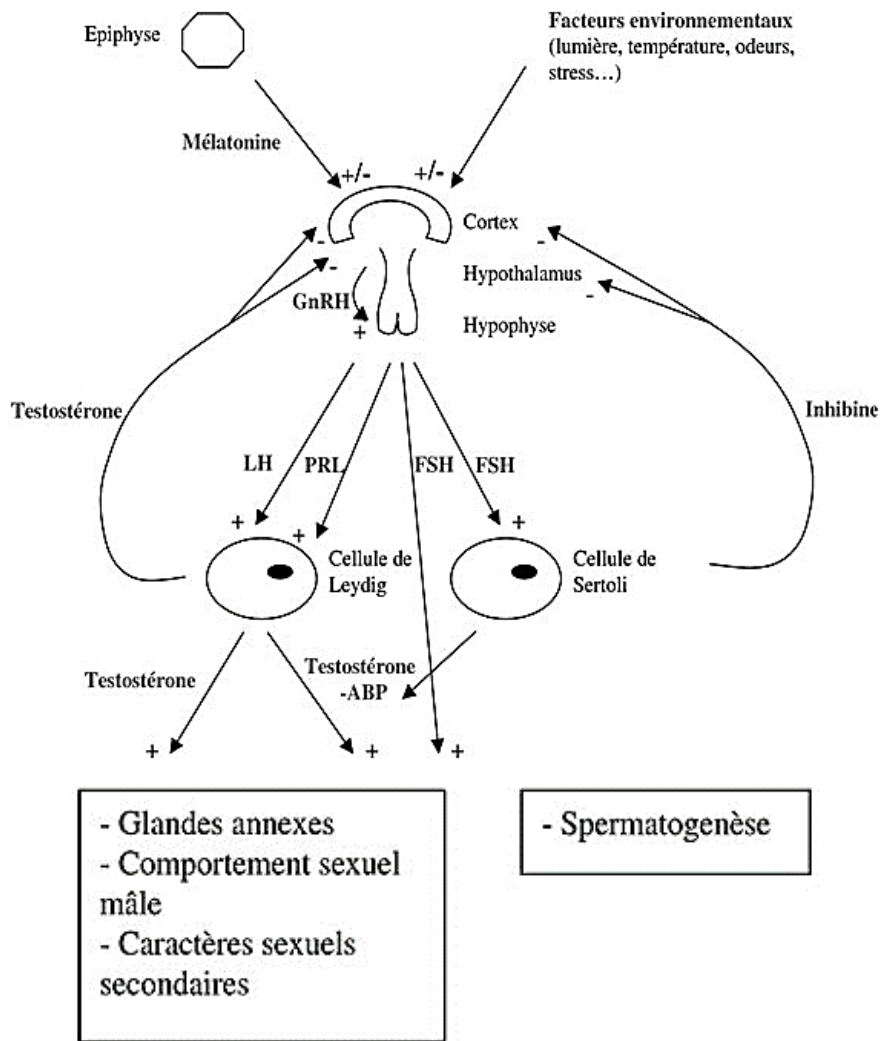 Epiphyse
Facteurs environnementaux
(lumière, température, odeurs,
stress…)
Mélatonine
+/-
+/-
Cortex
-
-
-
Hypothalamus
-
GnRH
+
Hypophyse
Testostérone
Inhibine
LH
PRL
FSH
FSH
+
+
+
Cellule de
Leydig
Cellule de
Sertoli
Testostérone
Testostérone
-ABP
+
+
+
- Glandes annexes
- Comportement sexuel
mâle
- Caractères sexuels
secondaires
- Spermatogenèse